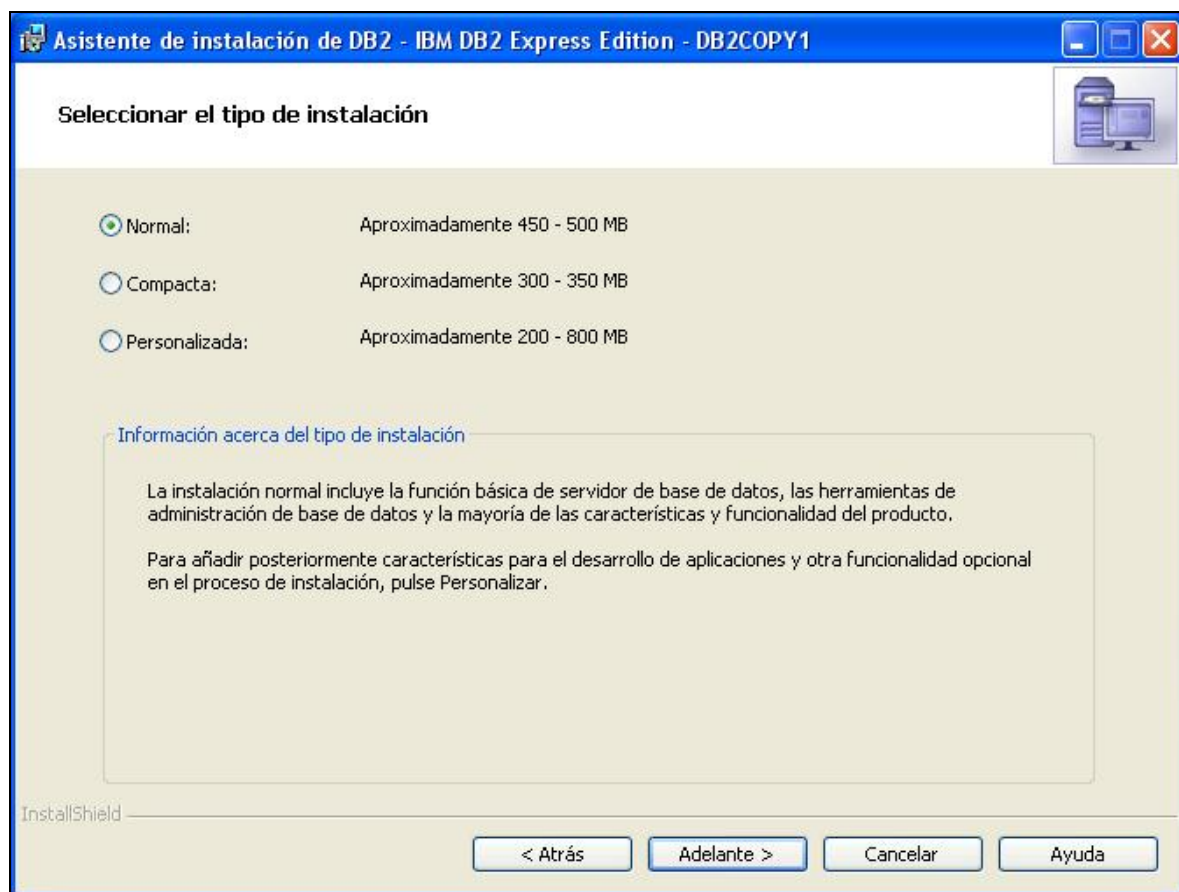 Asistente de instalación de DB2 - IBM DB2 Express Edition - DB2COPY1
Seleccionar el tipo de instalación
Normal: Aproximadamente 450 - 500 MB
Compacta: Aproximadamente 300 - 350 MB
Personalizada: Aproximadamente 200 - 800 MB
Información acerca del tipo de instalación
La instalación normal incluye la función básica de servidor de base de datos, las herramientas de
administración de base de datos y la mayoría de las características y funcionalidad del producto.
Para añadir posteriormente características para el desarrollo de aplicaciones y otra funcionalidad opcional
en el proceso de instalación, pulse Personalizar.
InstallShield
< Atrás Adelante > Cancelar Ayuda